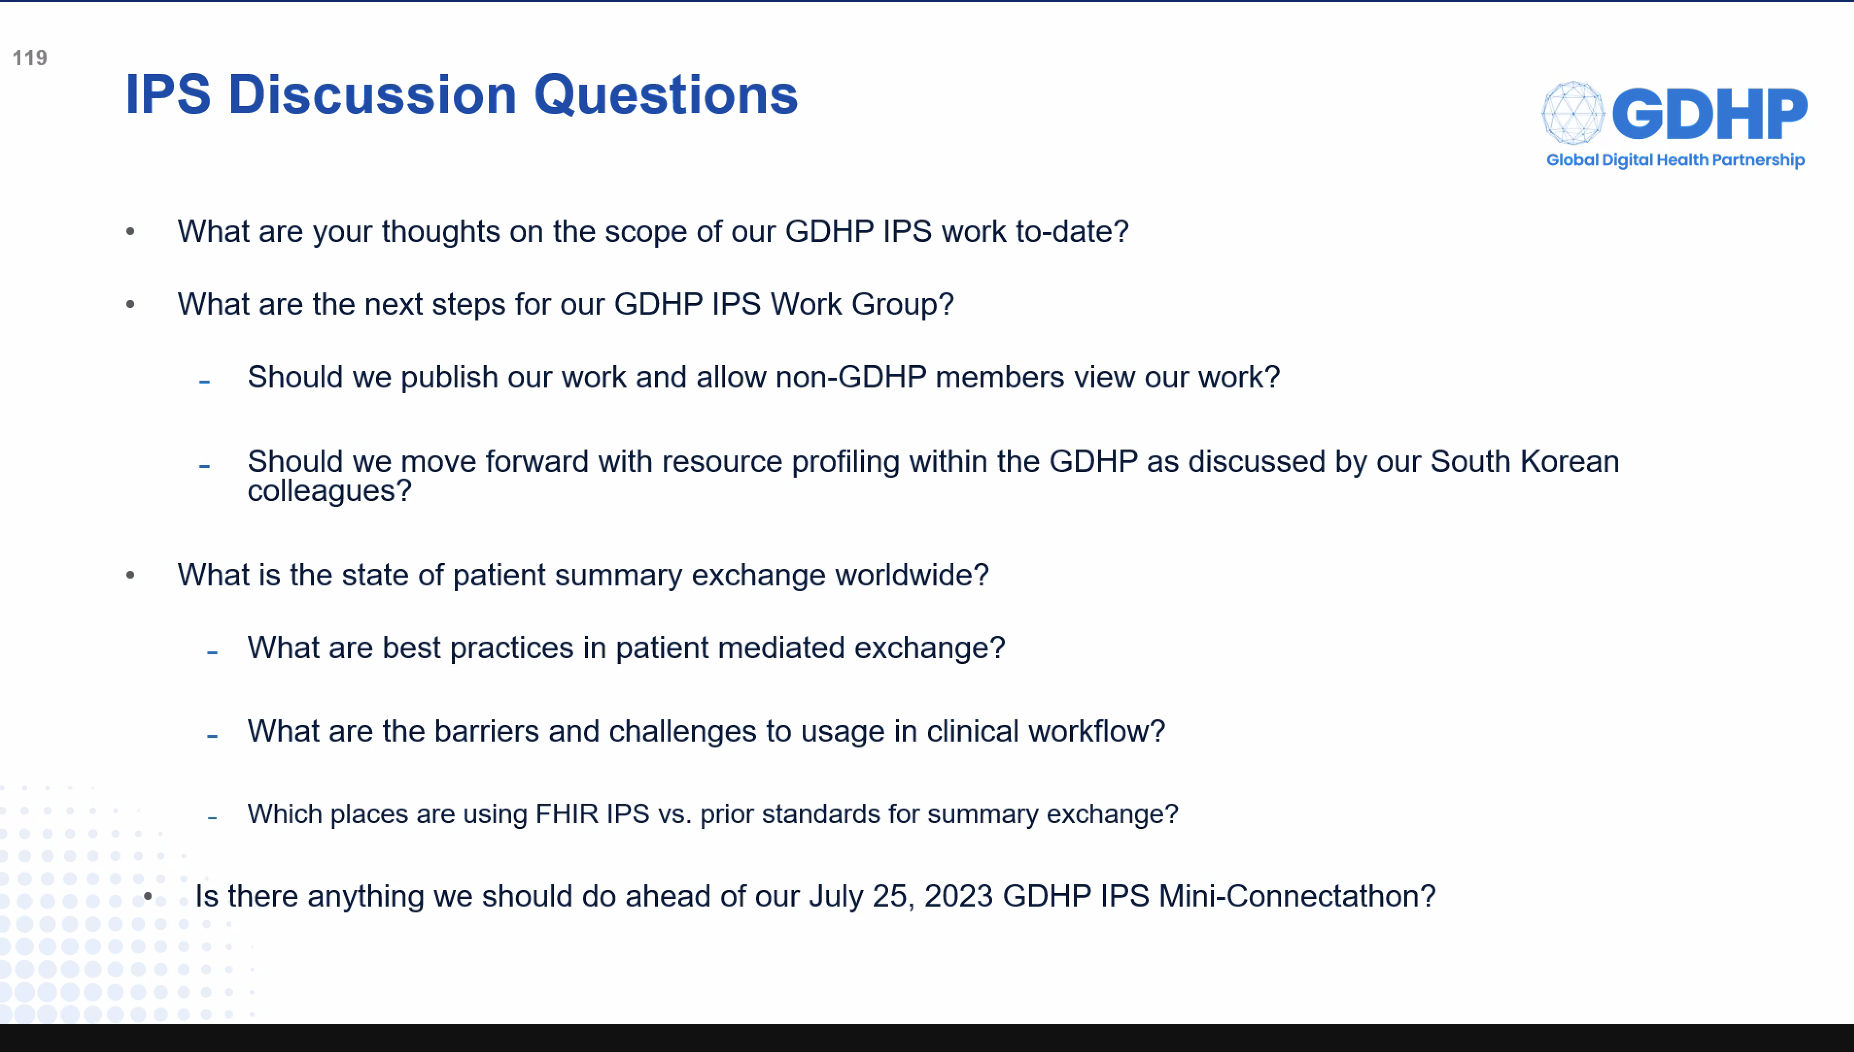 119
IPS Discussion Questions
GDHP
Global Digital Health Partnership
• What are your thoughts on the scope of our GDHP IPS work to-date?
• What are the next steps for our GDHP IPS Work Group?
- Should we publish our work and allow non-GDHP members view our work?
- Should we move forward with resource profiling within the GDHP as discussed by our South Korean
colleagues?
• What is the state of patient summary exchange worldwide?
- What are best practices in patient mediated exchange?
- What are the barriers and challenges to usage in clinical workflow?
- Which places are using FHIR IPS vs. prior standards for summary exchange?
• Is there anything we should do ahead of our July 25, 2023 GDHP IPS Mini-Connectathon?